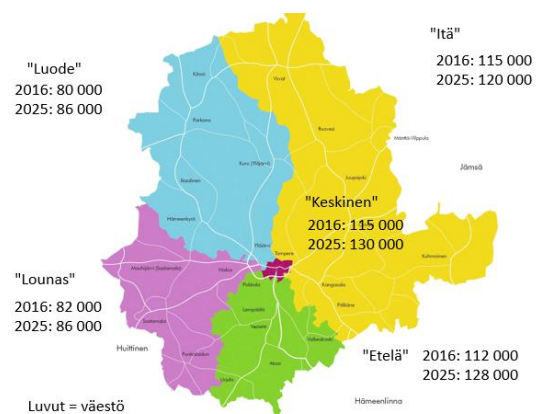 "Luode"
2016: 80 000
2025: 86 000
"Itä"
2016: 115 000
2025: 120 000
Kihniö
Virrat
Parkano
Ruovesi
Mänttä-Vilppula
Jämsä
Kuru (Ylöjärvi)
Juupajoki
Ikaalinen
"Keskinen"
2016: 115 000
2025: 130 000
Hämeenkyrö
Ylöjärvi
Tampere
Kuhmoinen
Mouhijärvi (Sastamala)
Nokia
Pirkkala
Kangasala
Pälkäne
"Lounas"
2016: 82 000
2025: 86 000
Lempäälä
Vesilahti
Sastamala
Valkeakoski
Huittinen
Punkalaidun
Akaa
Urjala
"Etelä"
2016: 112 000
2025: 128 000
Hämeenlinna
Luvut = väestö